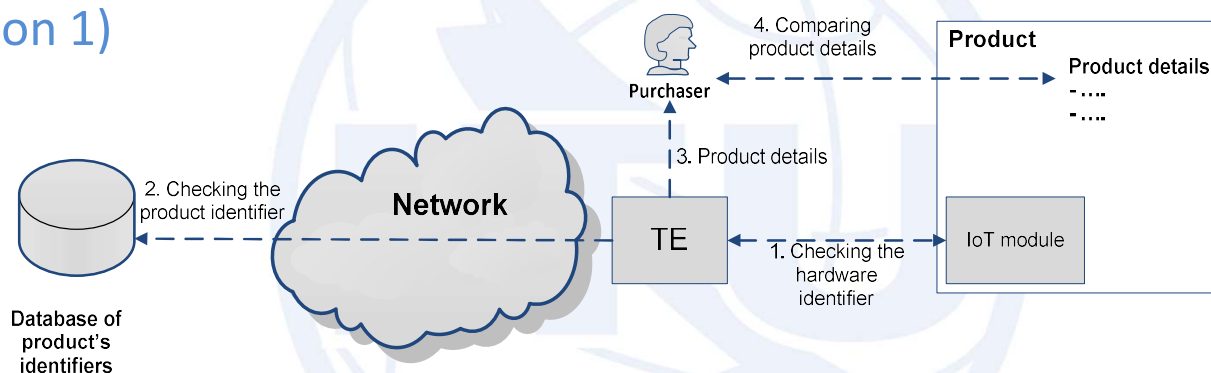 on 1)
4. Comparing
product details
Product
Product details
- ....
- ....
Purchaser
3. Product details
2. Checking the
product identifier
Network
TE
1. Checking the
hardware
identifier
IoT module
Database of
product's
identifiers